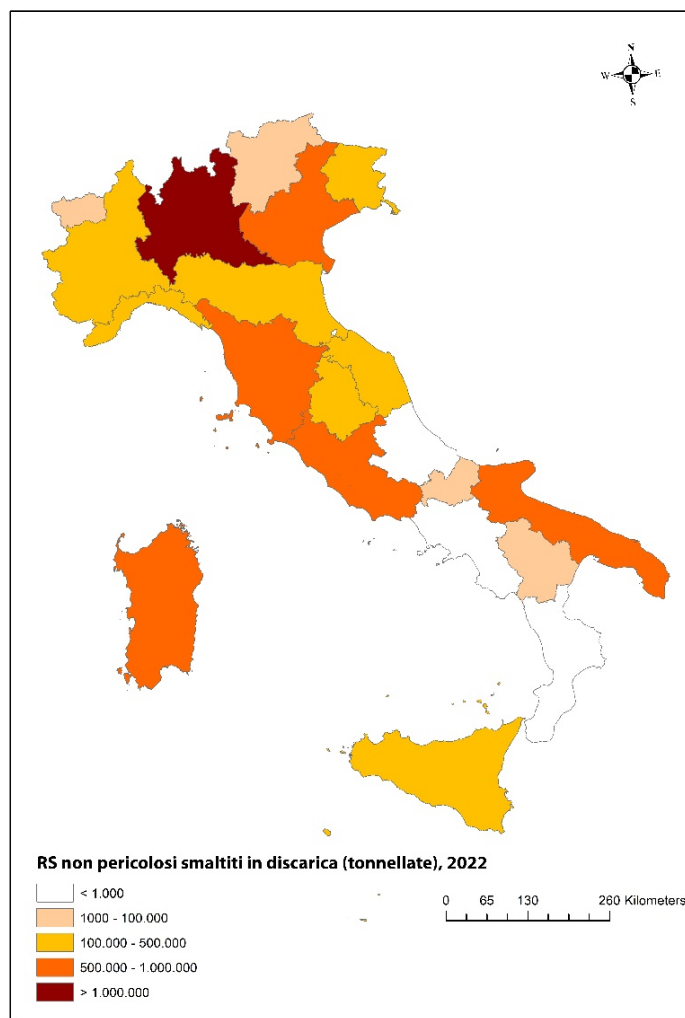 N
W E
S
RS non pericolosi smaltiti in discarica (tonnellate), 2022
< 1.000
1000 - 100.000
100.000 - 500.000
500.000 - 1.000.000
> 1.000.000
0 65 130 260 Kilometers